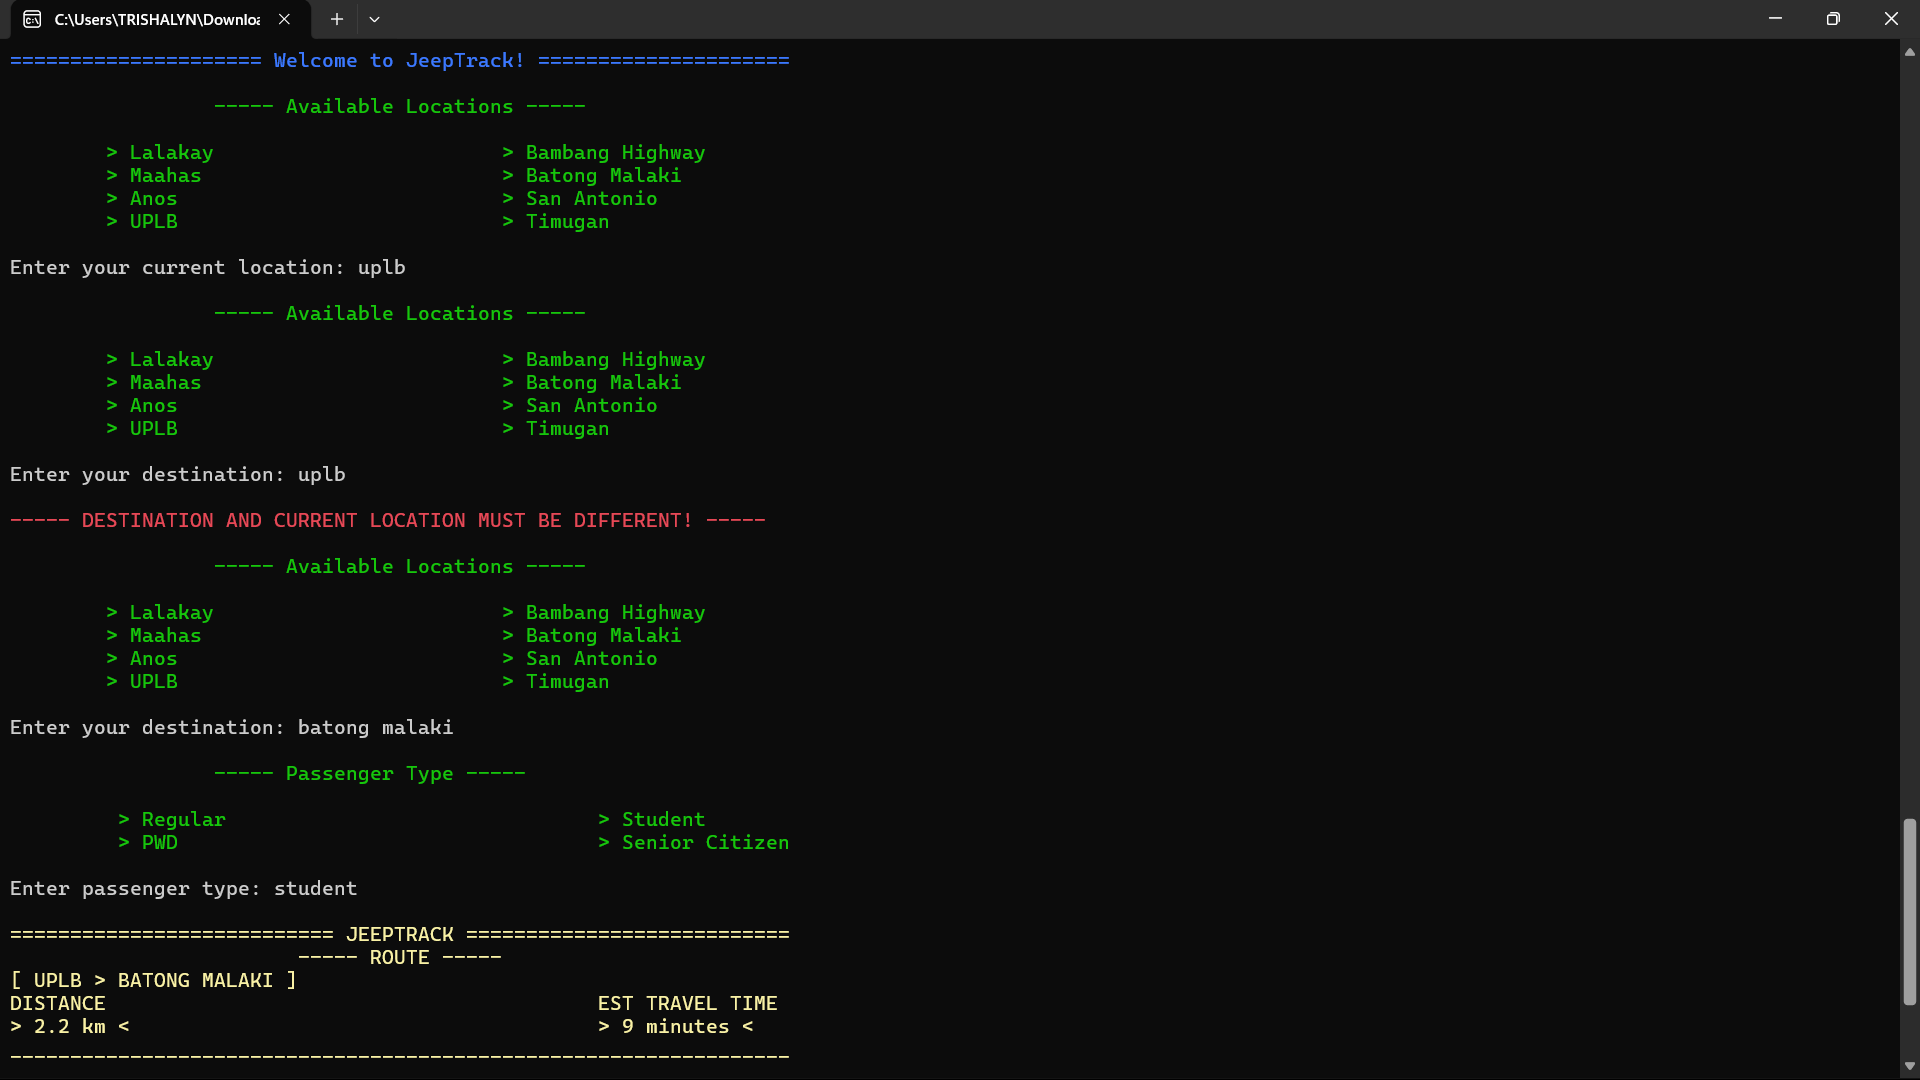 C:\Users\TRISHALYN\Downloa
===================== Welcome to JeepTrack! =====================
----- Available Locations -----
> Lalakay > Bambang Highway
> Maahas > Batong Malaki
> Anos > San Antonio
> UPLB > Timugan
Enter your current location: uplb
----- Available Locations -----
> Lalakay > Bambang Highway
> Maahas > Batong Malaki
> Anos > San Antonio
> UPLB > Timugan
Enter your destination: uplb
----- DESTINATION AND CURRENT LOCATION MUST BE DIFFERENT! -----
----- Available Locations -----
> Lalakay > Bambang Highway
> Maahas > Batong Malaki
> Anos > San Antonio
> UPLB > Timugan
Enter your destination: batong malaki
----- Passenger Type -----
> Regular > Student
> PWD > Senior Citizen
Enter passenger type: student
=========================== JEEPTRACK ===========================
----- ROUTE -----
[ UPLB > BATONG MALAKI ]
DISTANCE EST TRAVEL TIME
> 2.2 km < > 9 minutes <
-----------------------------------------------------------------